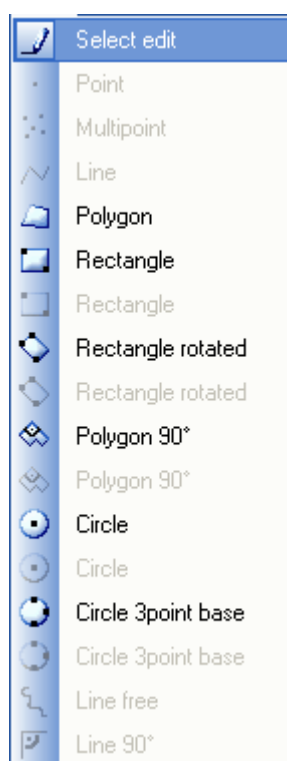 Select edit
Point
Multipoint
Line
Polygon
Rectangle
Rectangle
Rectangle rotated
Rectangle rotated
Polygon 90°
Polygon 90°
Circle
Circle
Circle 3point base
Circle 3point base
Line free
Line 90°